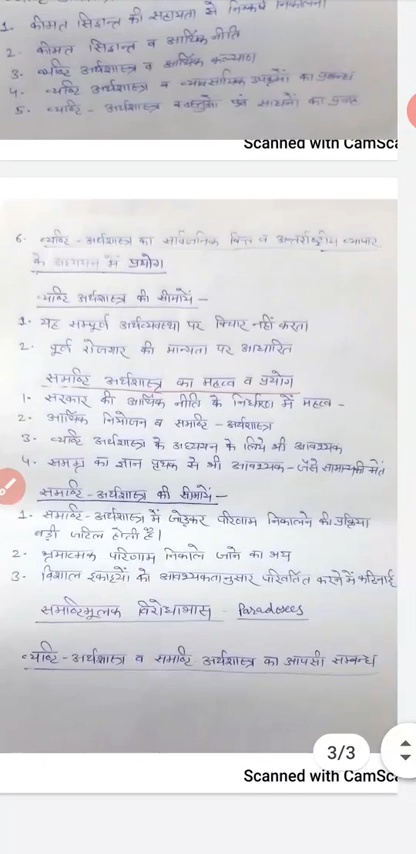 1. कीमत सिद्धान्त की सहायता से निष्कर्ष निकालना
2. कीमत सिद्धान्त व आर्थिक नीति
3. व्यष्टि अर्थशास्त्र व आर्थिक कल्याण
4. व्यष्टि अर्थशास्त्र व व्यावसायिक उपक्रमों का प्रबन्ध
5. व्यष्टि - अर्थशास्त्र व वस्तुओं एवं साधनों का
Scanned with CamSca
6. व्यष्टि - अर्थशास्त्र का सार्वजनिक वित्त व अन्तर्राष्ट्रीय व्यापार
के अध्ययन में प्रयोग
व्यष्टि अर्थशास्त्र की सीमायें -
1. यह सम्पूर्ण अर्थव्यवस्था पर विचार नहीं करता
2. पूर्ण रोजगार की मान्यता पर आधारित
समष्टि अर्थशास्त्र का महत्व व प्रयोग
1. सरकार की आर्थिक नीति के निर्धारण में महत्व -
2. आर्थिक नियोजन व समष्टि - अर्थशास्त्र
3. व्यष्टि अर्थशास्त्र के अध्ययन के लिये भी आवश्यक
4. समग्र का ज्ञान पृथक से भी आवश्यक - जैसे सामान्य कीमतें
समष्टि - अर्थशास्त्र की सीमायें -
1. समष्टि - अर्थशास्त्र में जोड़कर परिणाम निकालने की प्रक्रिया
बड़ी जटिल होती है।
2. भ्रमात्मक परिणाम निकाले जाने का भय
3. विशाल इकाइयों को आवश्यकतानुसार परिवर्तित करने में कठिनाई
समष्टिमूलक विरोधाभास - Paradoxes
व्यष्टि - अर्थशास्त्र व समष्टि अर्थशास्त्र का आपसी सम्बन्ध
3/3
Scanned with CamSca